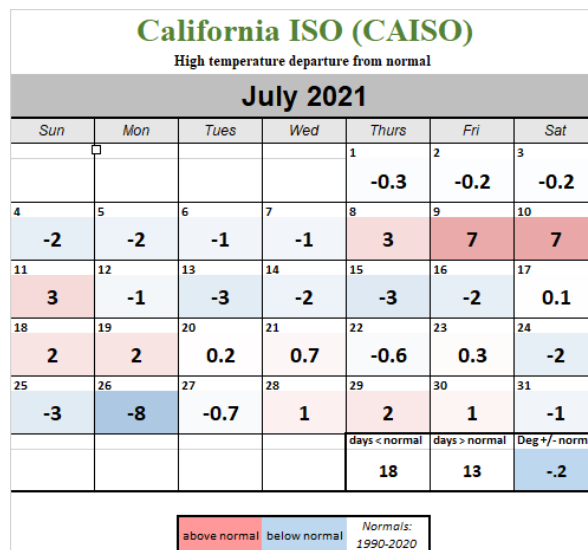 California ISO (CAISO)
High temperature departure from normal
July 2021
Sun Mon Tues Wed Thurs Fri Sat
1 2 3
-0.3 -0.2 -0.2
4 5 6 7 8 9 10
-2 -2 -1 -1 3 7 7
11 12 13 14 15 16 17
3 -1 -3 -2 -3 -2 0.1
18 19 20 21 22 23 24
2 2 0.2 0.7 -0.6 0.3 -2
25 26 27 28 29 30 31
-3 -8 -0.7 1 2 1 -1
days < normal days > normal Deg +/- norm
18 13 -.2
above normal below normal Normals:
1990-2020